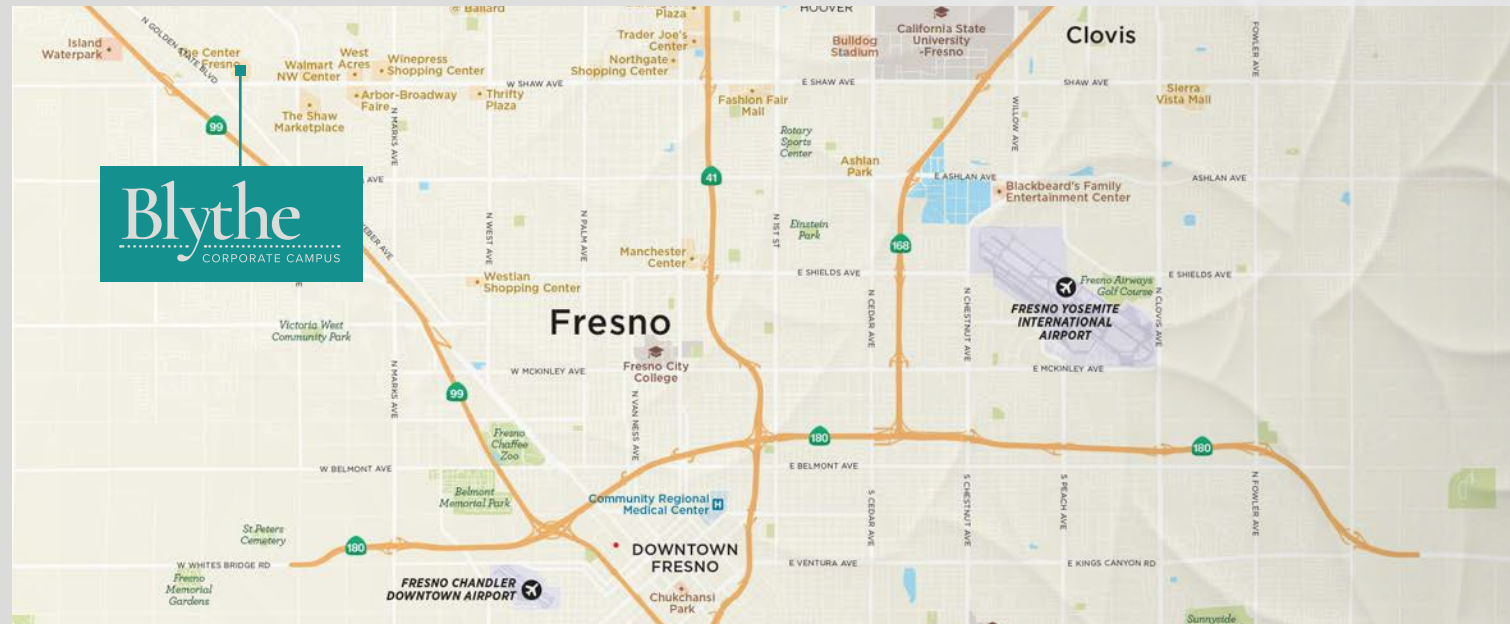 Ballard
Plaza
HOOVER
California State
University
-Fresno
Clovis
FOWLER AVE
Island
Waterpark
N GOLDEN STATE BLVD
The Center
Fresno
Walmart
NW Center
West
Acres
Winepress
Shopping Center
Trader Joe's
Center
Northgate
Shopping Center
Bulldog
Stadium
W SHAW AVE
E SHAW AVE
SHAW AVE
Sierra
Vista Mall
Arbor-Broadway
Faire
Thrifty
Plaza
The Shaw
Marketplace
Fashion Fair
Mall
WILLOW AVE
99
N MARKS AVE
Rotary
Sports
Center
Ashlan
Park
41
AVE
E ASHLAN AVE
ASHLAN AVE
Blackbeard's Family
Entertainment Center
Blythe
CORPORATE CAMPUS
N WEST AVE
N PALM AVE
N 1ST ST
Einstein
Park
168
Manchester
Center
E SHIELDS AVE
E SHIELDS AVE
Westlan
Shopping Center
Fresno Airways
Golf Course
N CEDAR AVE
N CHESTNUT AVE
N CLOVIS AVE
FRESNO YOSEMITE
INTERNATIONAL
AIRPORT
Victoria West
Community Park
Fresno
Fresno City
College
W MCKINLEY AVE
E MCKINLEY AVE
N MARKS AVE
99
N VAN NESS AVE
Fresno
Chaffee
Zoo
180
180
W BELMONT AVE
E BELMONT AVE
Belmont
Memorial Park
Community Regional
Medical Center
H
S CEDAR AVE
S CHESTNUT AVE
S PEACH AVE
N FOWLER AVE
St Peters
Cemetery
180
DOWNTOWN
FRESNO
W WHITES BRIDGE RD
E VENTURA AVE
E KINGS CANYON RD
Fresno
Memorial
Gardens
FRESNO CHANDLER
DOWNTOWN AIRPORT
Chukchansi
Park
Sunnyside